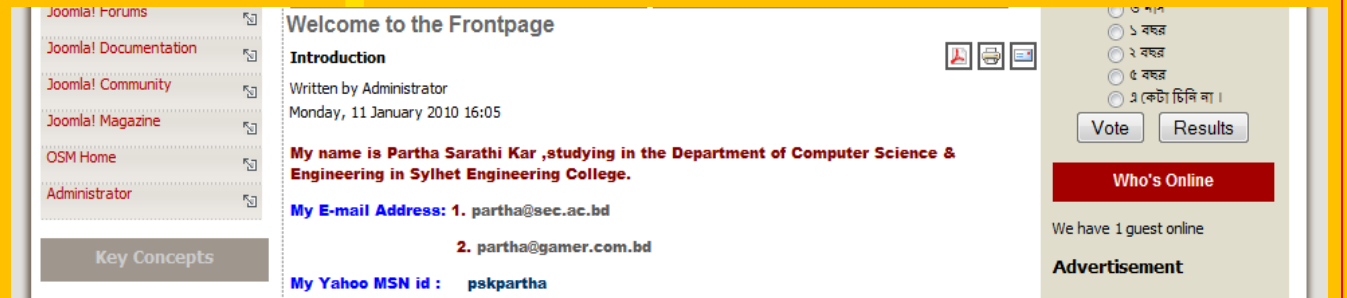 Joomla! Forums
Joomla! Documentation
Joomla! Community
Joomla! Magazine
OSM Home
Administrator
Key Concepts
Welcome to the Frontpage
Introduction
Written by Administrator
Monday, 11 January 2010 16:05
My name is Partha Sarathi Kar ,studying in the Department of Computer Science &
Engineering in Sylhet Engineering College.
My E-mail Address: 1. partha@sec.ac.bd
2. partha@gamer.com.bd
My Yahoo MSN id : pskpartha
১ বছর
২ বছর
৫ বছর
এ কেটা চিনি না ।
Vote Results
Who's Online
We have 1 guest online
Advertisement